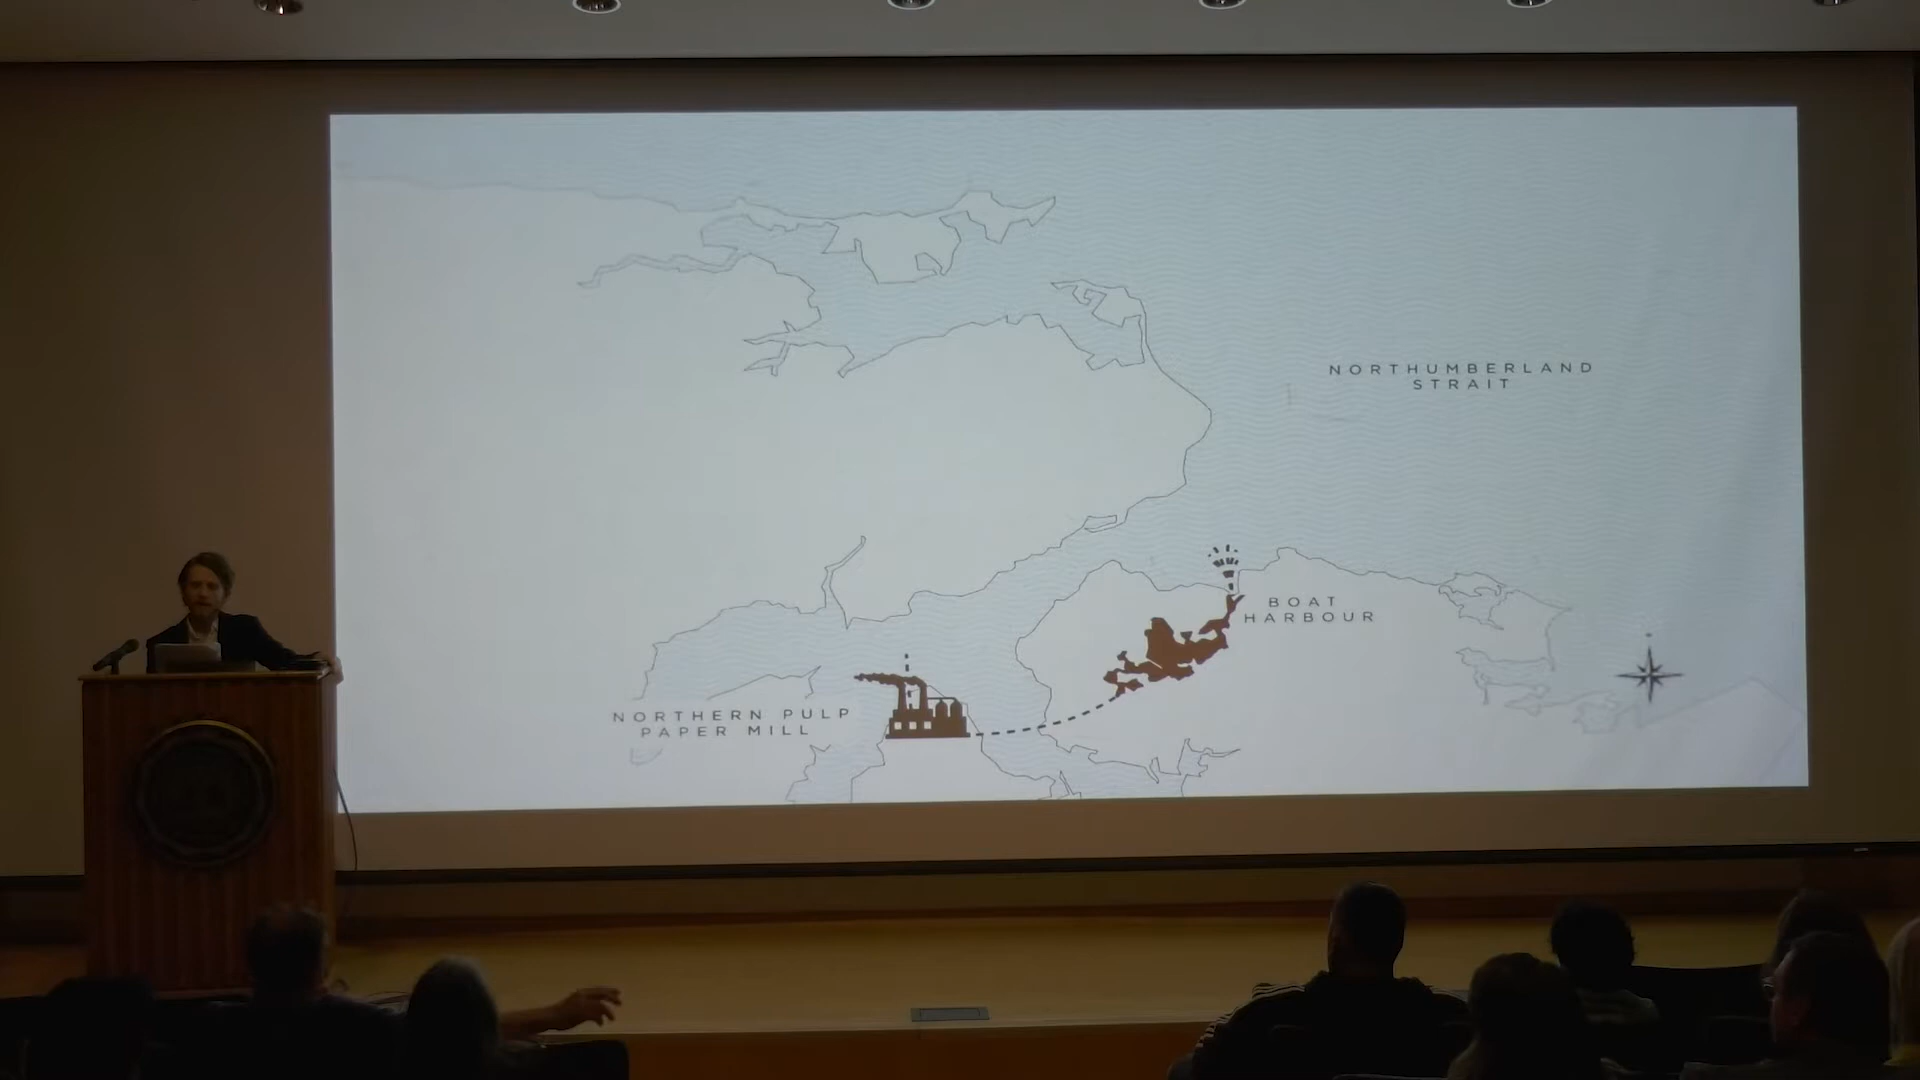 NORTHUMBERLAND
STRAIT
BOAT
HARBOUR
NORTHERN PULP
PAPER MILL